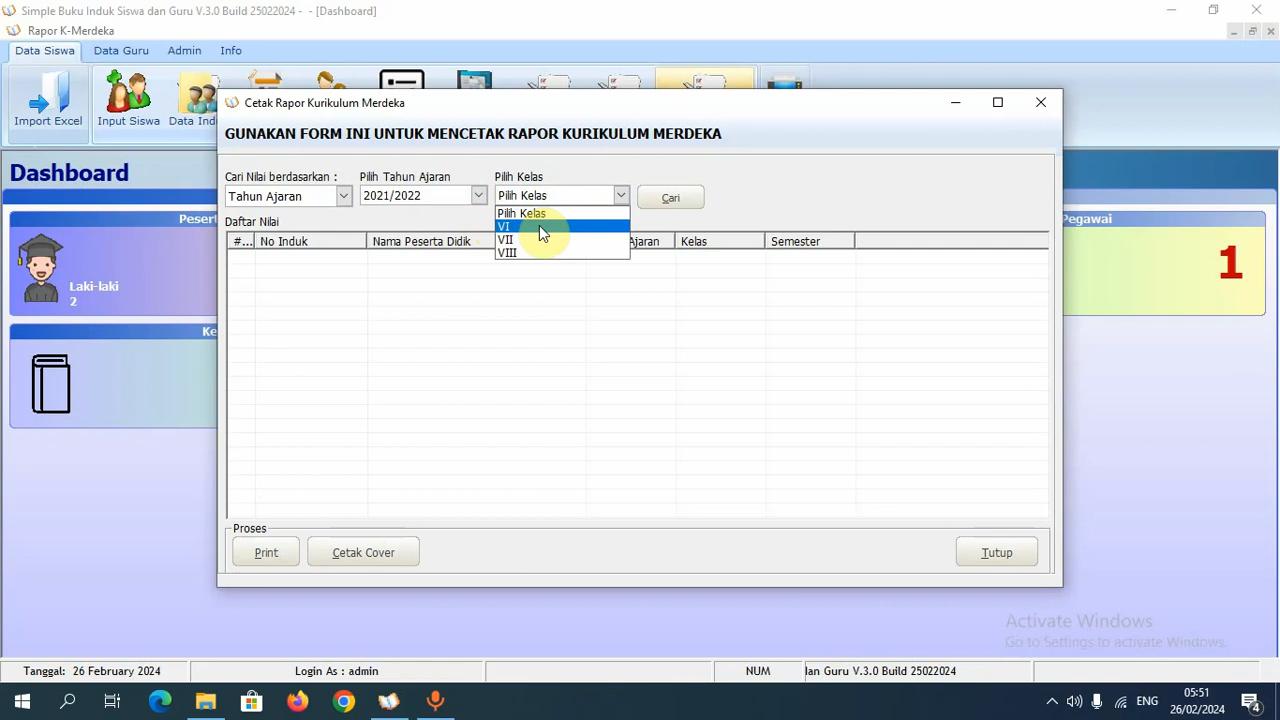 Simple Buku Induk Siswa dan Guru V.3.0 Build 25022024 - - [Dashboard]
Rapor K-Merdeka
Data Siswa Data Guru Admin Info
Import Excel Input Siswa Data Ind
Cetak Rapor Kurikulum Merdeka
GUNAKAN FORM INI UNTUK MENCETAK RAPOR KURIKULUM MERDEKA
Cari Nilai berdasarkan : Pilih Tahun Ajaran Pilih Kelas
Tahun Ajaran 2021/2022 Pilih Kelas Cari
Pilih Kelas
VI
VII
VIII
Daftar Nilai
#... No Induk Nama Peserta Didik Ajaran Kelas Semester
Dashboard
Peser
Laki-laki
2
Ke
Pegawai
1
Proses
Print Cetak Cover Tutup
Activate Windows
Go to Settings to activate Windows.
Tanggal: 26 February 2024 Login As : admin NUM dan Guru V.3.0 Build 25022024
ENG 05:51
26/02/2024
4